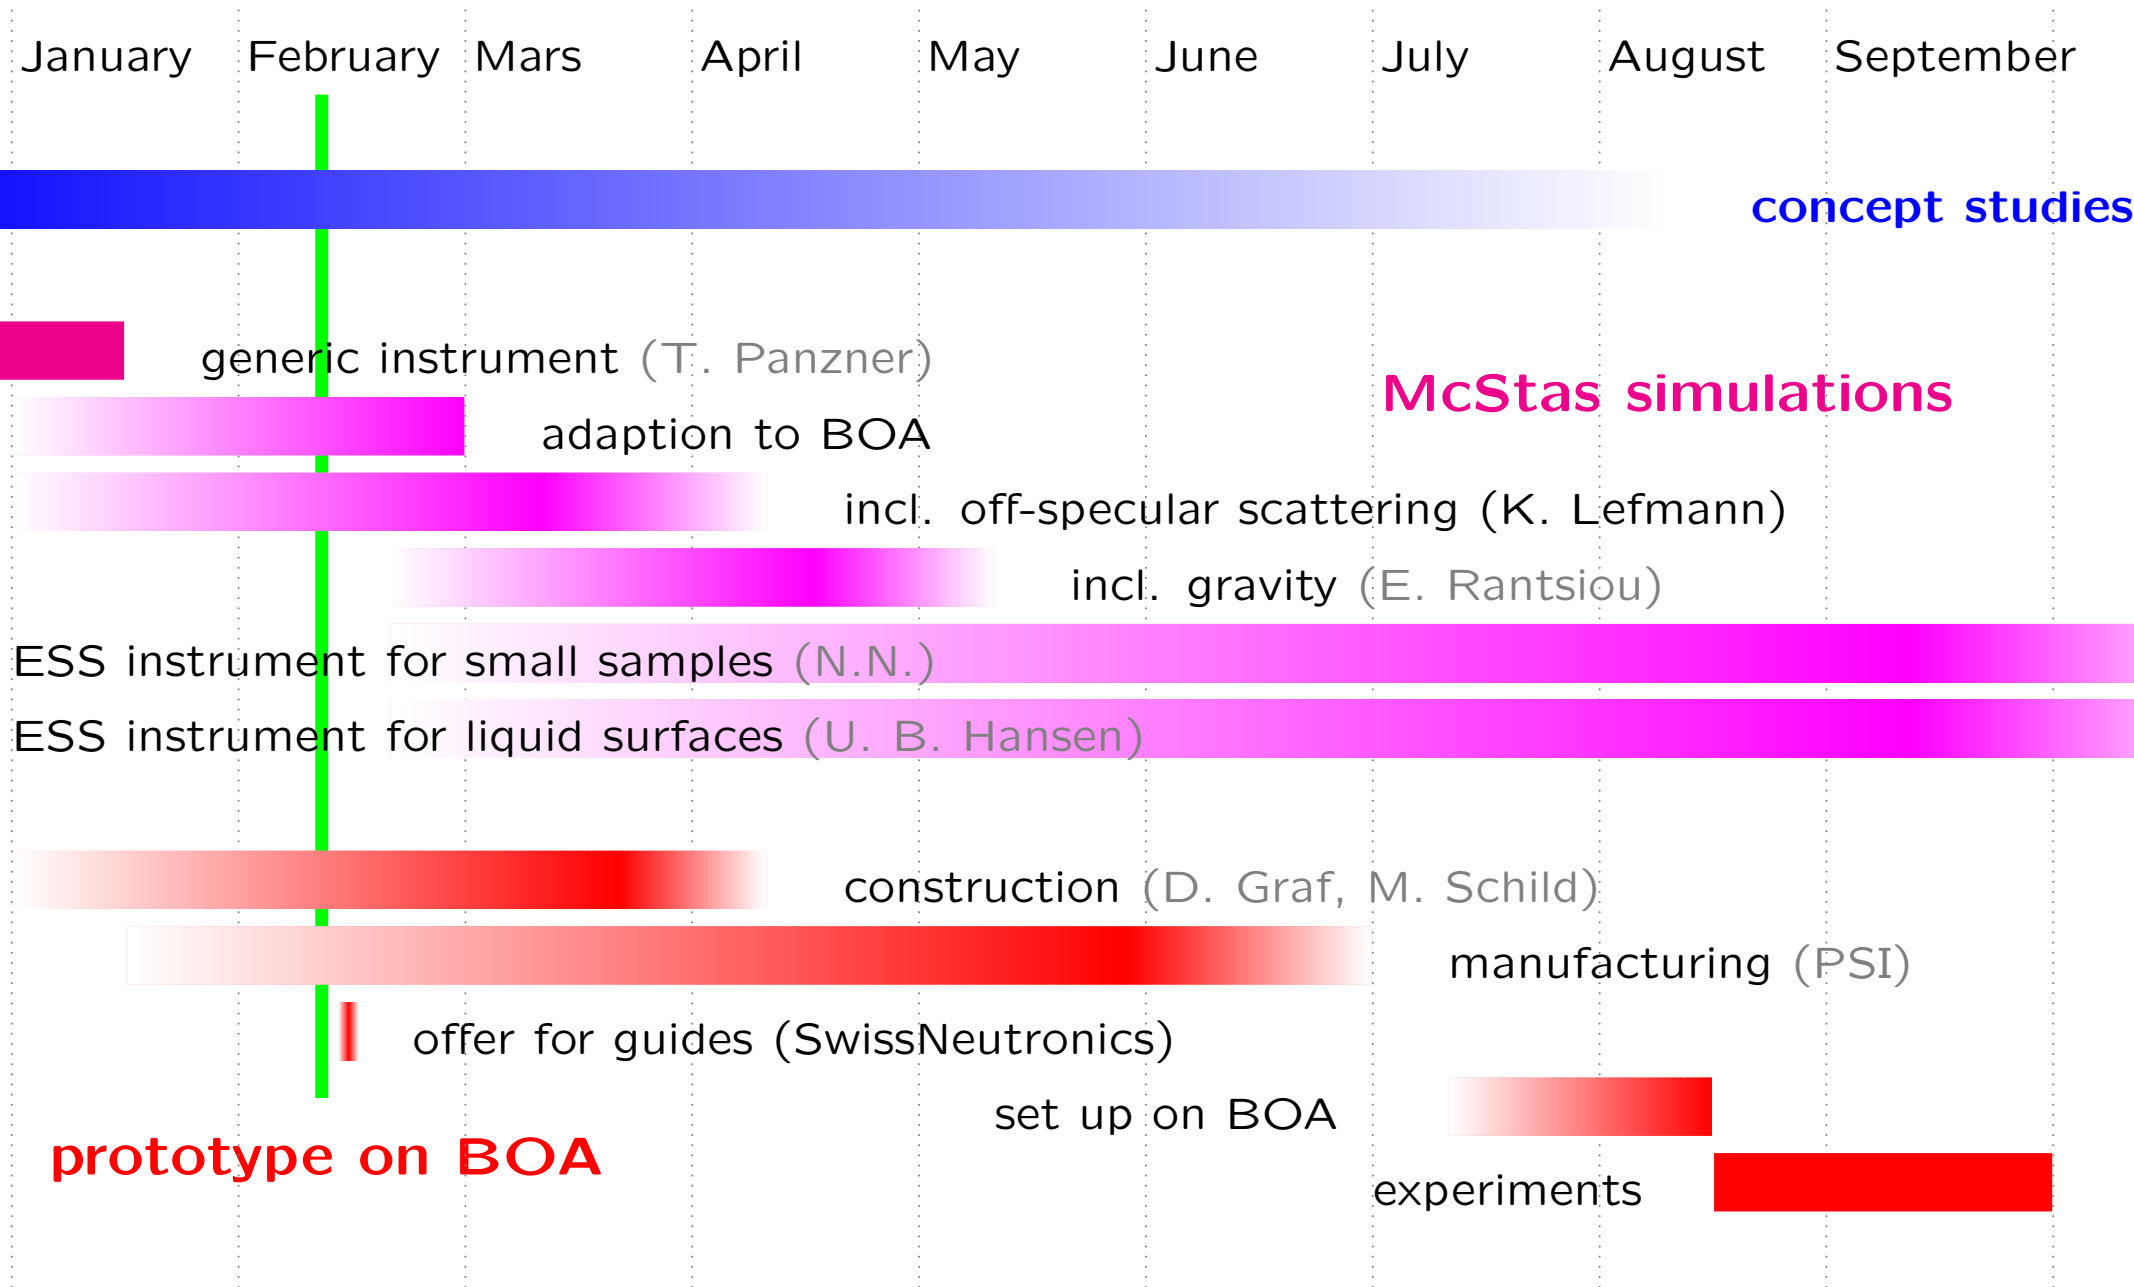 January February Mars April May June July August September
concept studies
generic instrument (T. Panzner)
McStas simulations
adaption to BOA
incl. off-specular scattering (K. Lefmann)
incl. gravity (E. Rantsiou)
ESS instrument for small samples (N.N.)
ESS instrument for liquid surfaces (U. B. Hansen)
construction (D. Graf, M. Schild)
manufacturing (PSI)
offer for guides (SwissNeutronics)
set up on BOA
prototype on BOA
experiments